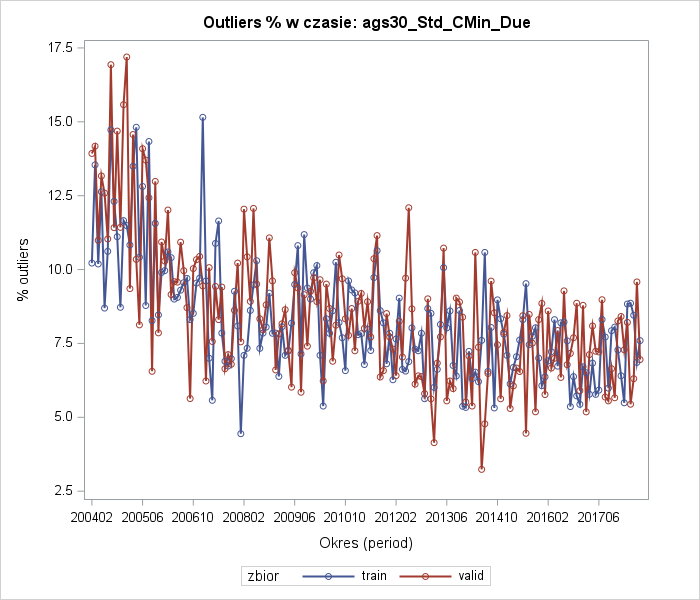 Outliers % w czasie: ags30_Std_CMin_Due
% outliers
17.5
15.0
12.5
10.0
7.5
5.0
2.5
200402 200506 200610 200802 200906 201010 201202 201306 201410 201602 201706
Okres (period)
zbior train valid